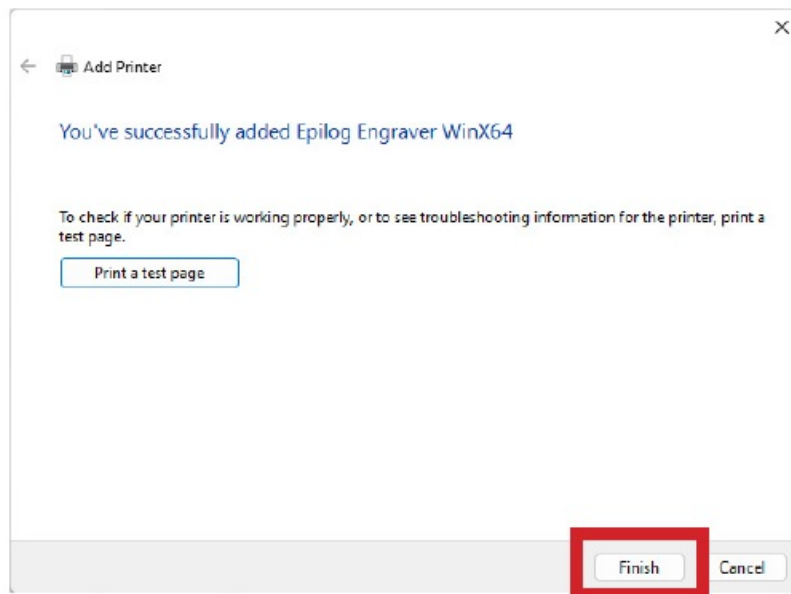 Add Printer
You've successfully added Epilog Engraver WinX64
To check if your printer is working properly, or to see troubleshooting information for the printer, print a
test page.
Print a test page
Finish Cancel